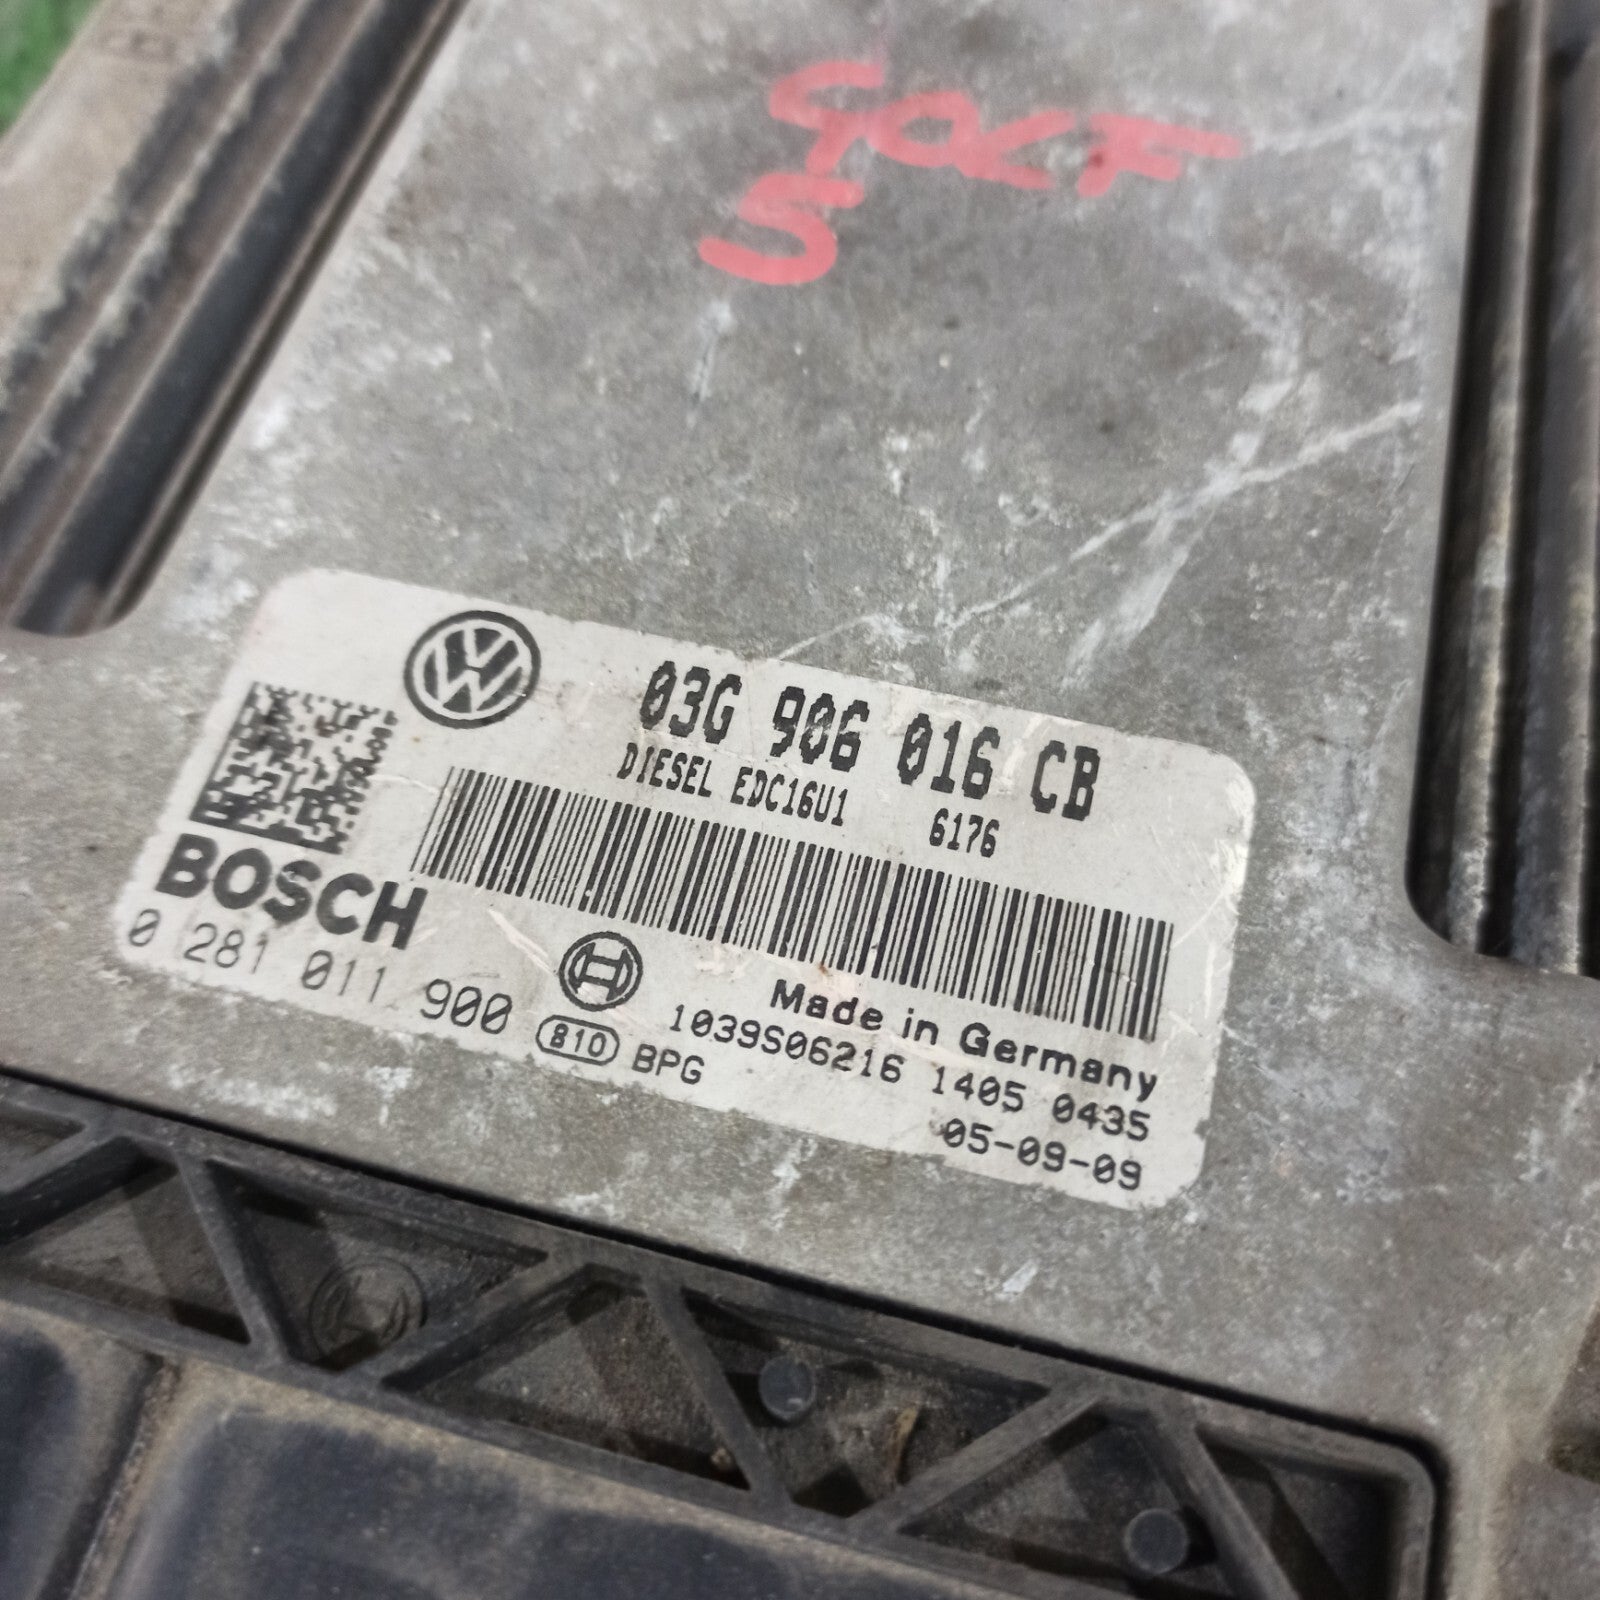 GOLF
5
03G 906 016 CB
DIESEL EDC16U1 6176
BOSCH
0 281 011 900
810 BPG
Made in Germany
1039S06216 1405 0435
05-09-09